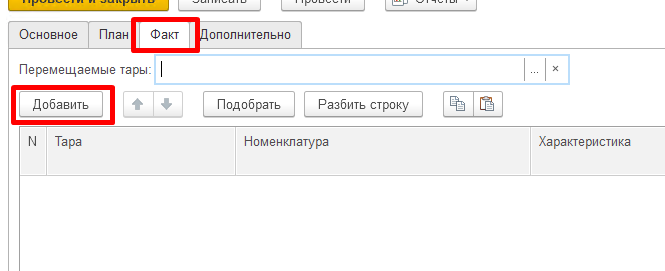 Провести и закрыть Записать Провести Отчеты
Основное План Факт Дополнительно
Перемещаемые тары: ... ×
Добавить Подобрать Разбить строку
N Тара Номенклатура Характеристика